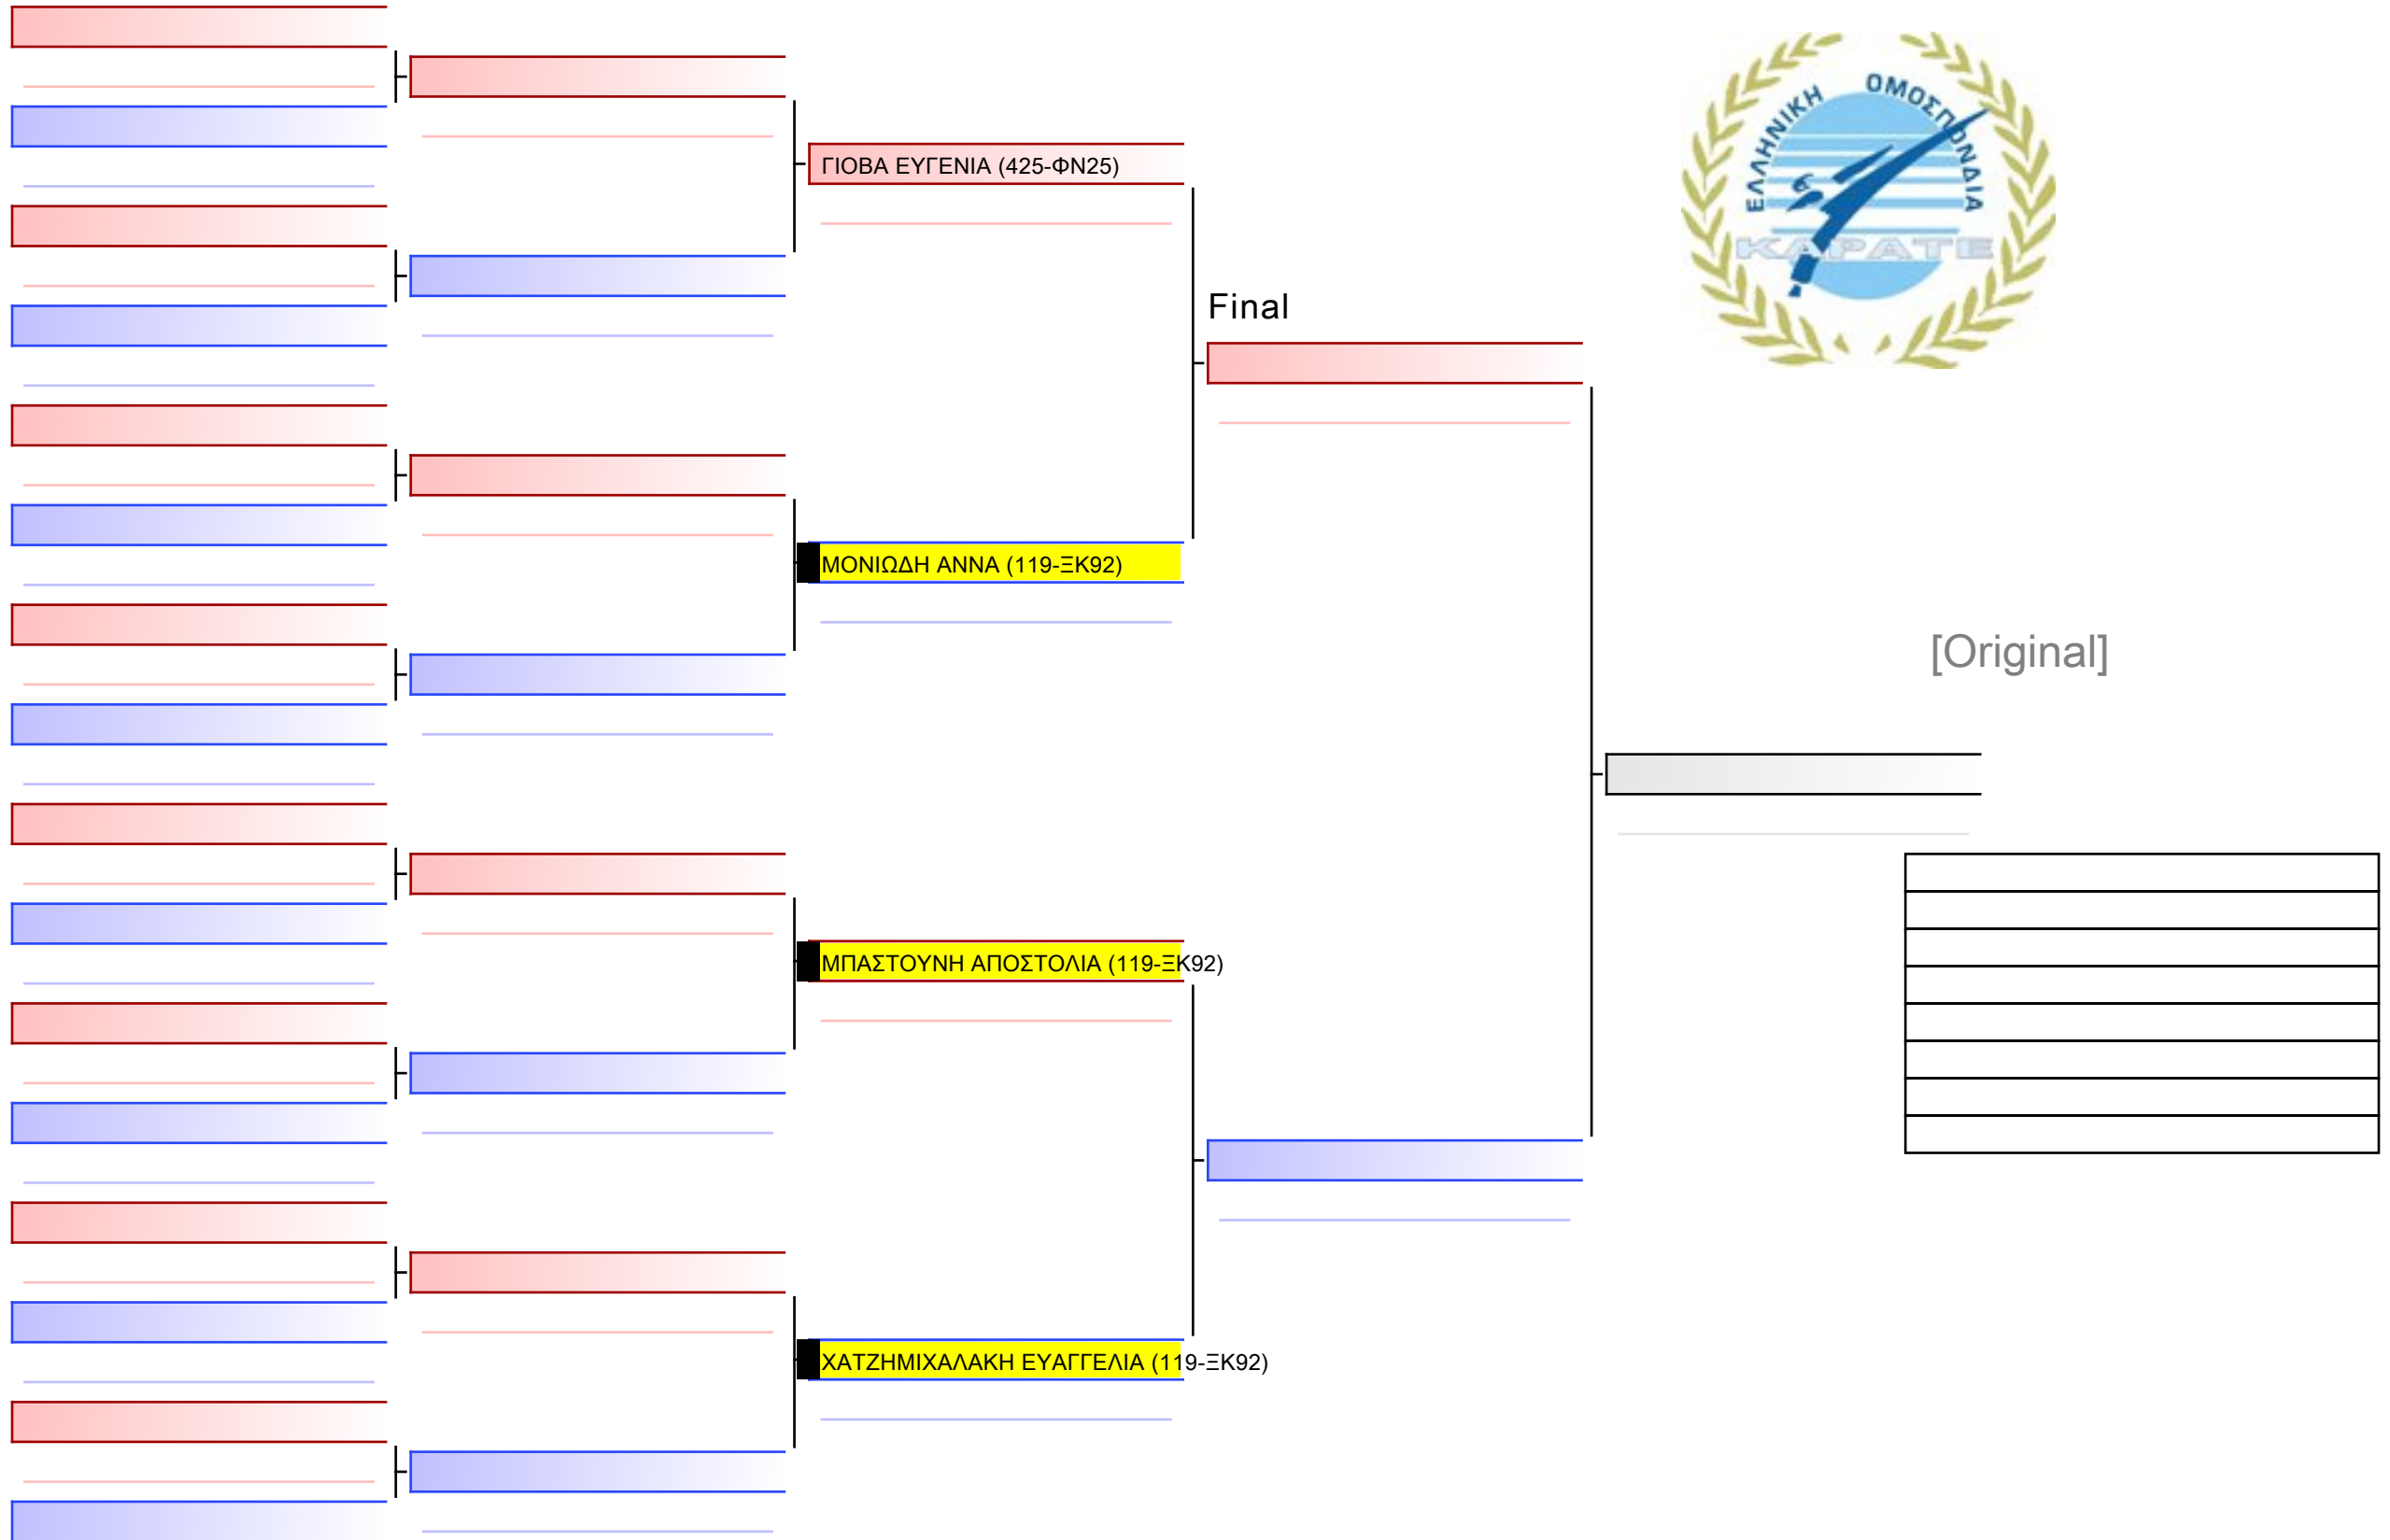 ΕΛΛΗΝΙΚΗ ΟΜΟΣΠΟΝΔΙΑ
ΚΑΡΑΤΕ
ΓΙΟΒΑ ΕΥΓΕΝΙΑ (425-ΦΝ25)
Final
ΜΟΝΙΩΔΗ ΑΝΝΑ (119-ΞΚ92)
[Original]
ΜΠΑΣΤΟΥΝΗ ΑΠΟΣΤΟΛΙΑ (119-ΞΚ92)
ΧΑΤΖΗΜΙΧΑΛΑΚΗ ΕΥΑΓΓΕΛΙΑ (119-ΞΚ92)